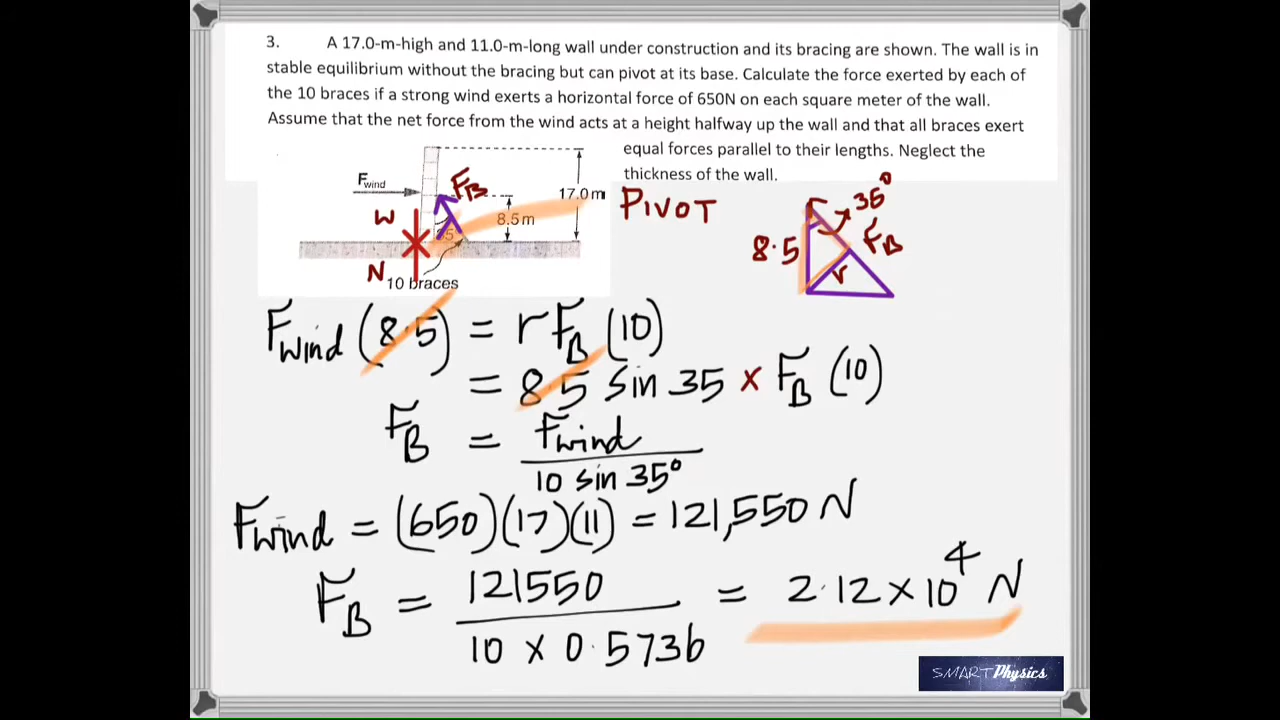 3. A 17.0-m-high and 11.0-m-long wall under construction and its bracing are shown. The wall is in
stable equilibrium without the bracing but can pivot at its base. Calculate the force exerted by each of
the 10 braces if a strong wind exerts a horizontal force of 650N on each square meter of the wall.
Assume that the net force from the wind acts at a height halfway up the wall and that all braces exert
equal forces parallel to their lengths. Neglect the
thickness of the wall.
Fwind
FB
17.0 m
W
8.5 m
N
10 braces
PIVOT
35°
8.5
FB
r
Fwind (8.5) = r FB (10)
= 8.5 sin 35 × FB (10)
FB = Fwind
10 sin 35°
Fwind = (650)(17)(11) = 121,550 N
FB = 121550 = 2.12 × 10⁴ N
10 × 0.5736
SMART Physics